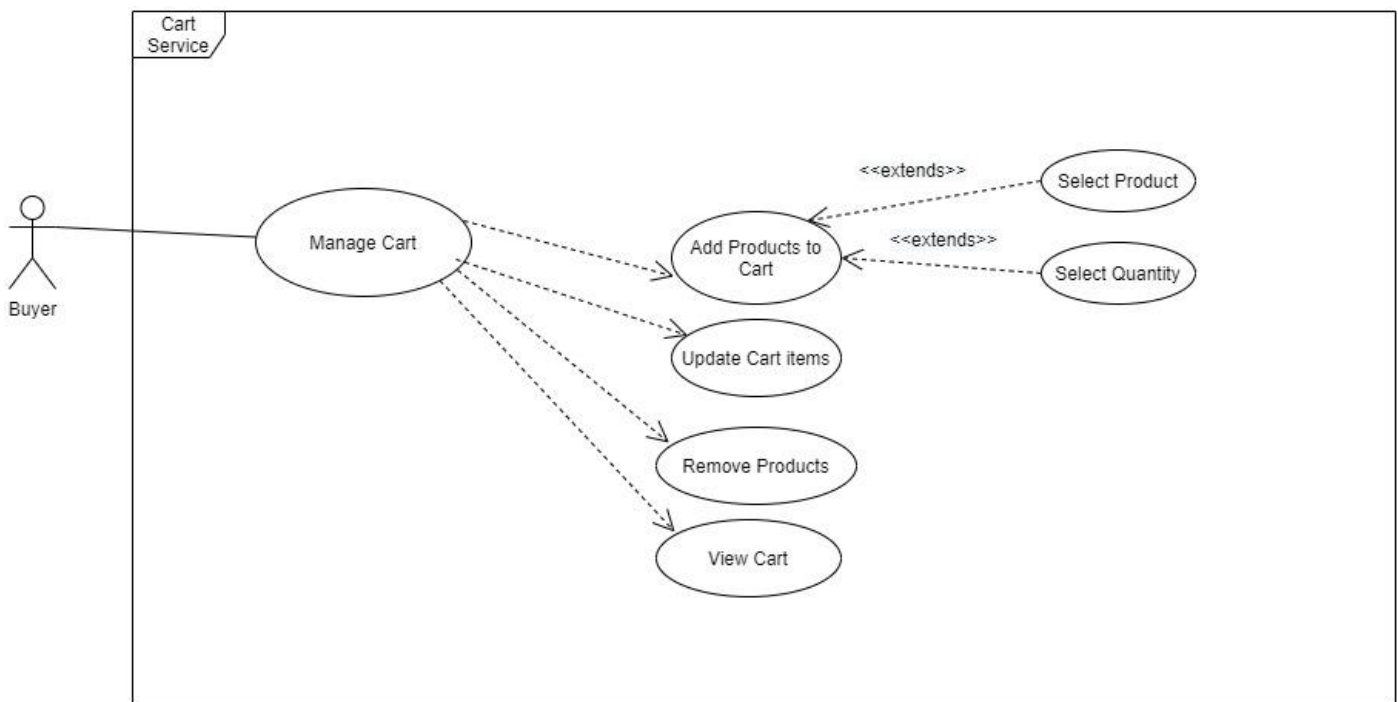 Cart
Service
<<extends>>
Select Product
Manage Cart
Add Products to
Cart
<<extends>>
Select Quantity
Buyer
Update Cart items
Remove Products
View Cart